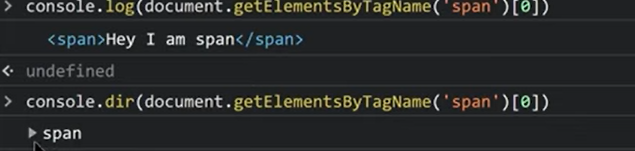 > console.log(document.getElementsByTagName('span')[0])
<span>Hey I am span</span>
undefined
> console.dir(document.getElementsByTagName('span')[0])
span